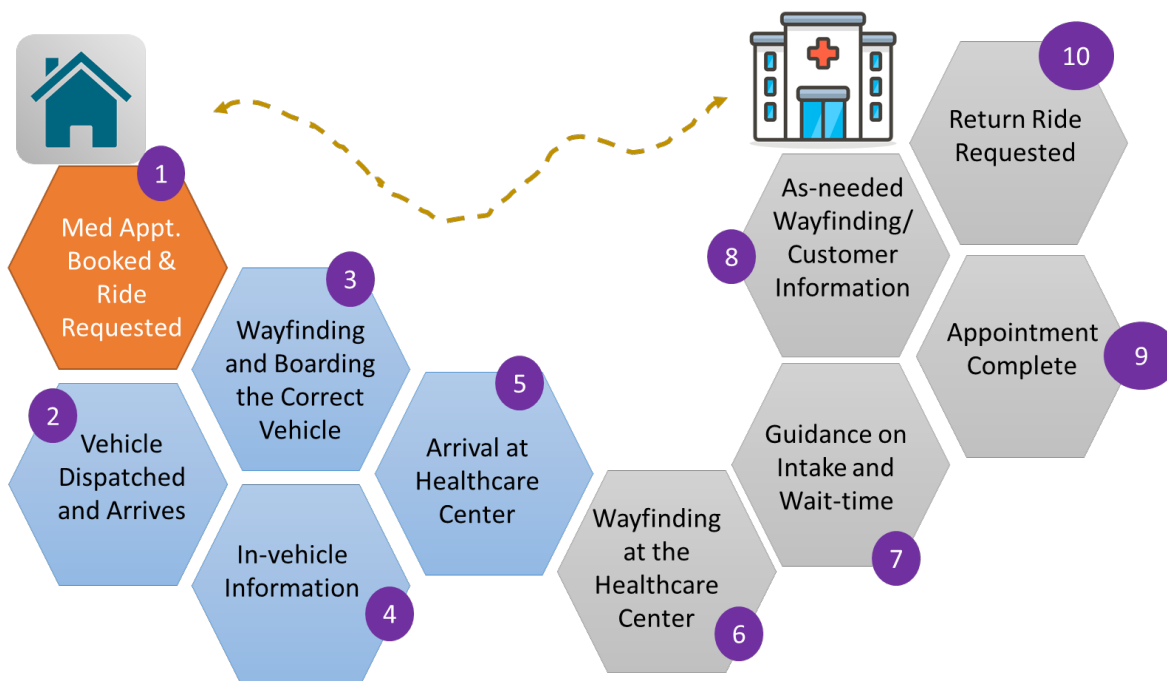 1
Med Appt.
Booked &
Ride
Requested
2
Vehicle
Dispatched
and Arrives
3
Wayfinding
and Boarding
the Correct
Vehicle
4
In-vehicle
Information
5
Arrival at
Healthcare
Center
6
Wayfinding
at the
Healthcare
Center
7
Guidance on
Intake and
Wait-time
8
As-needed
Wayfinding/
Customer
Information
9
Appointment
Complete
10
Return Ride
Requested